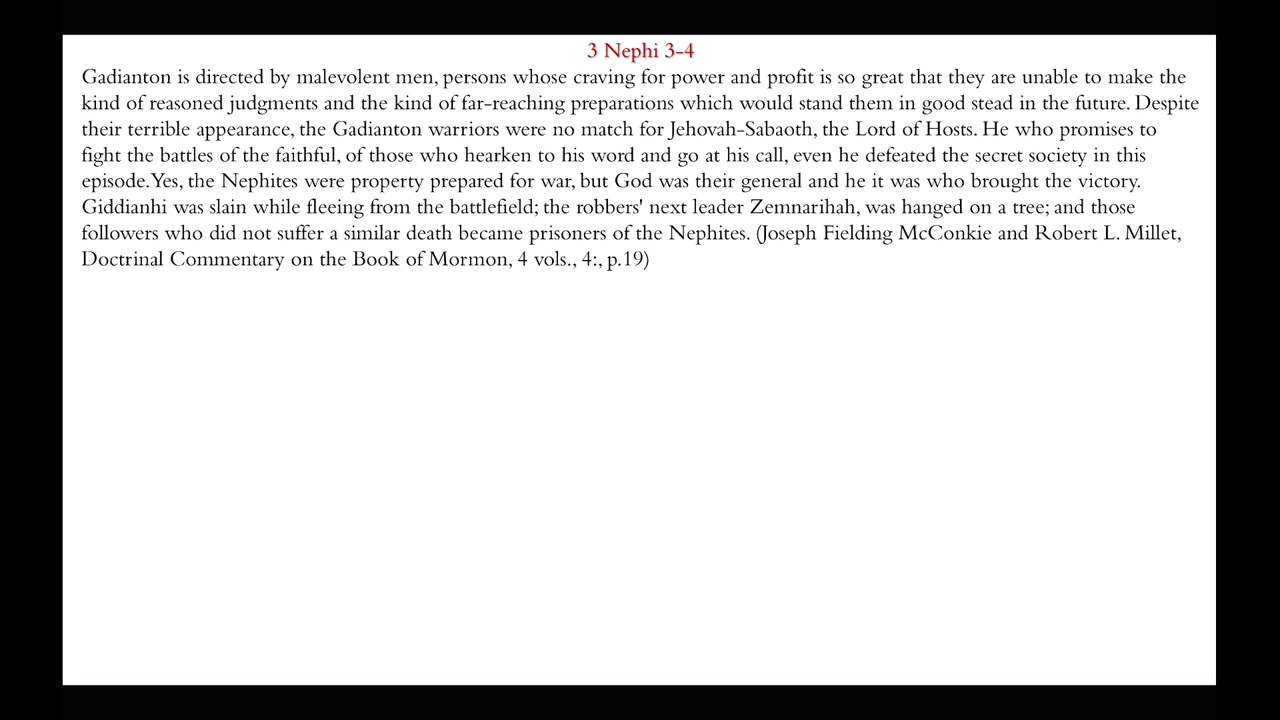 3 Nephi 3-4
Gadianton is directed by malevolent men, persons whose craving for power and profit is so great that they are unable to make the
kind of reasoned judgments and the kind of far-reaching preparations which would stand them in good stead in the future. Despite
their terrible appearance, the Gadianton warriors were no match for Jehovah-Sabaoth, the Lord of Hosts. He who promises to
fight the battles of the faithful, of those who hearken to his word and go at his call, even he defeated the secret society in this
episode. Yes, the Nephites were property prepared for war, but God was their general and he it was who brought the victory.
Giddianhi was slain while fleeing from the battlefield; the robbers' next leader Zemnarihah, was hanged on a tree; and those
followers who did not suffer a similar death became prisoners of the Nephites. (Joseph Fielding McConkie and Robert L. Millet,
Doctrinal Commentary on the Book of Mormon, 4 vols., 4:, p.19)